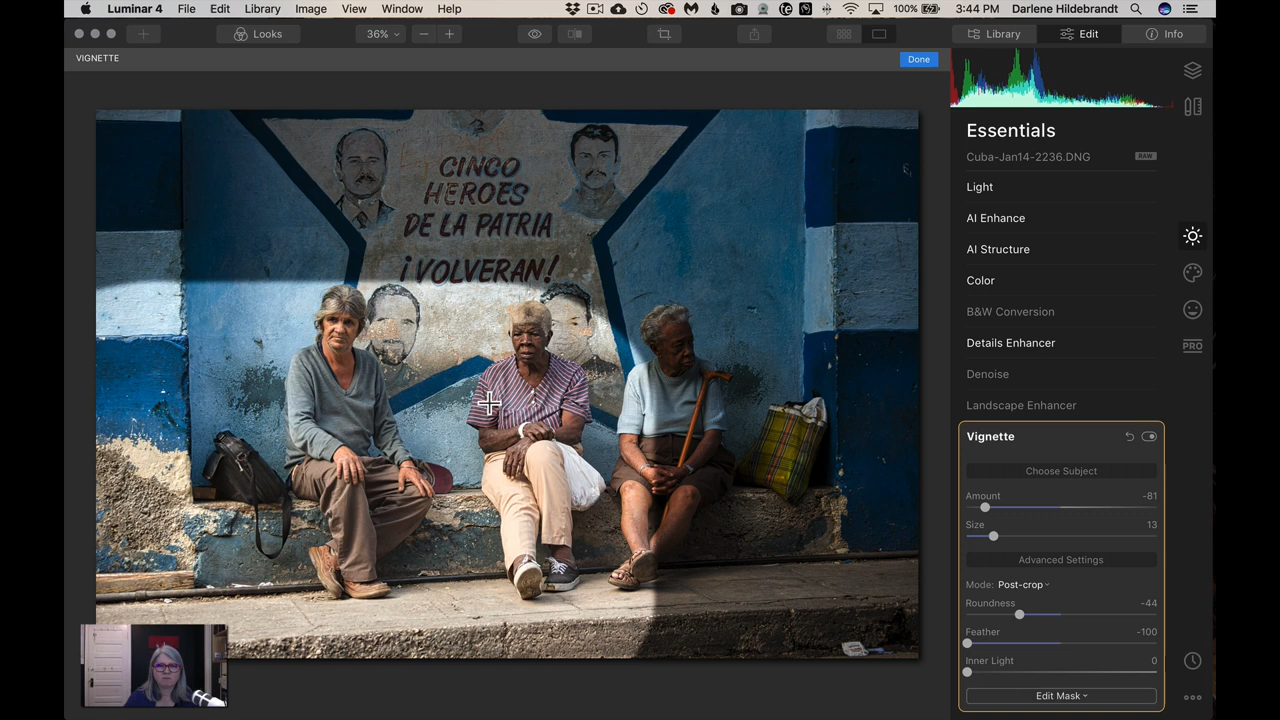 Luminar 4 File Edit Library Image View Window Help 100% 3:44 PM Darlene Hildebrandt
Looks 36% Library Edit Info
VIGNETTE Done
CINCO
HEROES
DE LA PATRIA
¡VOLVERAN!
Essentials
Cuba-Jan14-2236.DNG RAW
Light
AI Enhance
AI Structure
Color
B&W Conversion
Details Enhancer
Denoise
Landscape Enhancer
Vignette
Choose Subject
Amount -81
Size 13
Advanced Settings
Mode: Post-crop
Roundness -44
Feather -100
Inner Light 0
Edit Mask
PRO